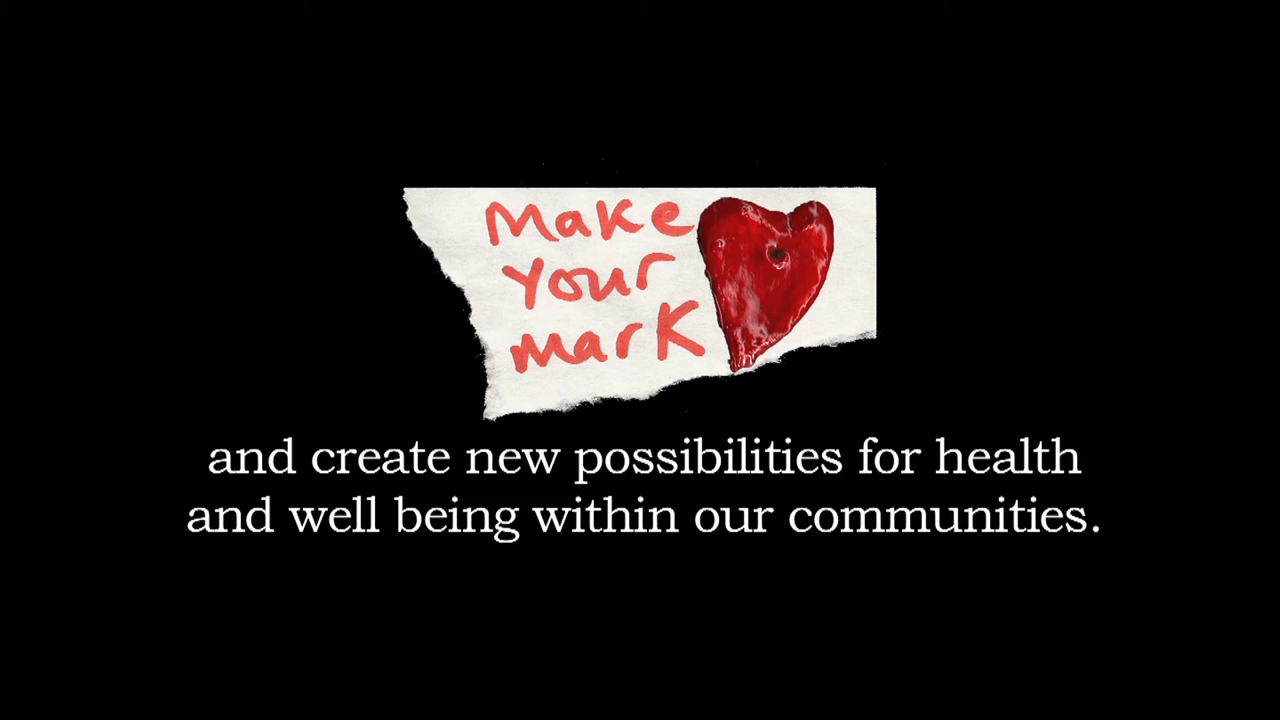 Make
your
mark
and create new possibilities for health
and well being within our communities.